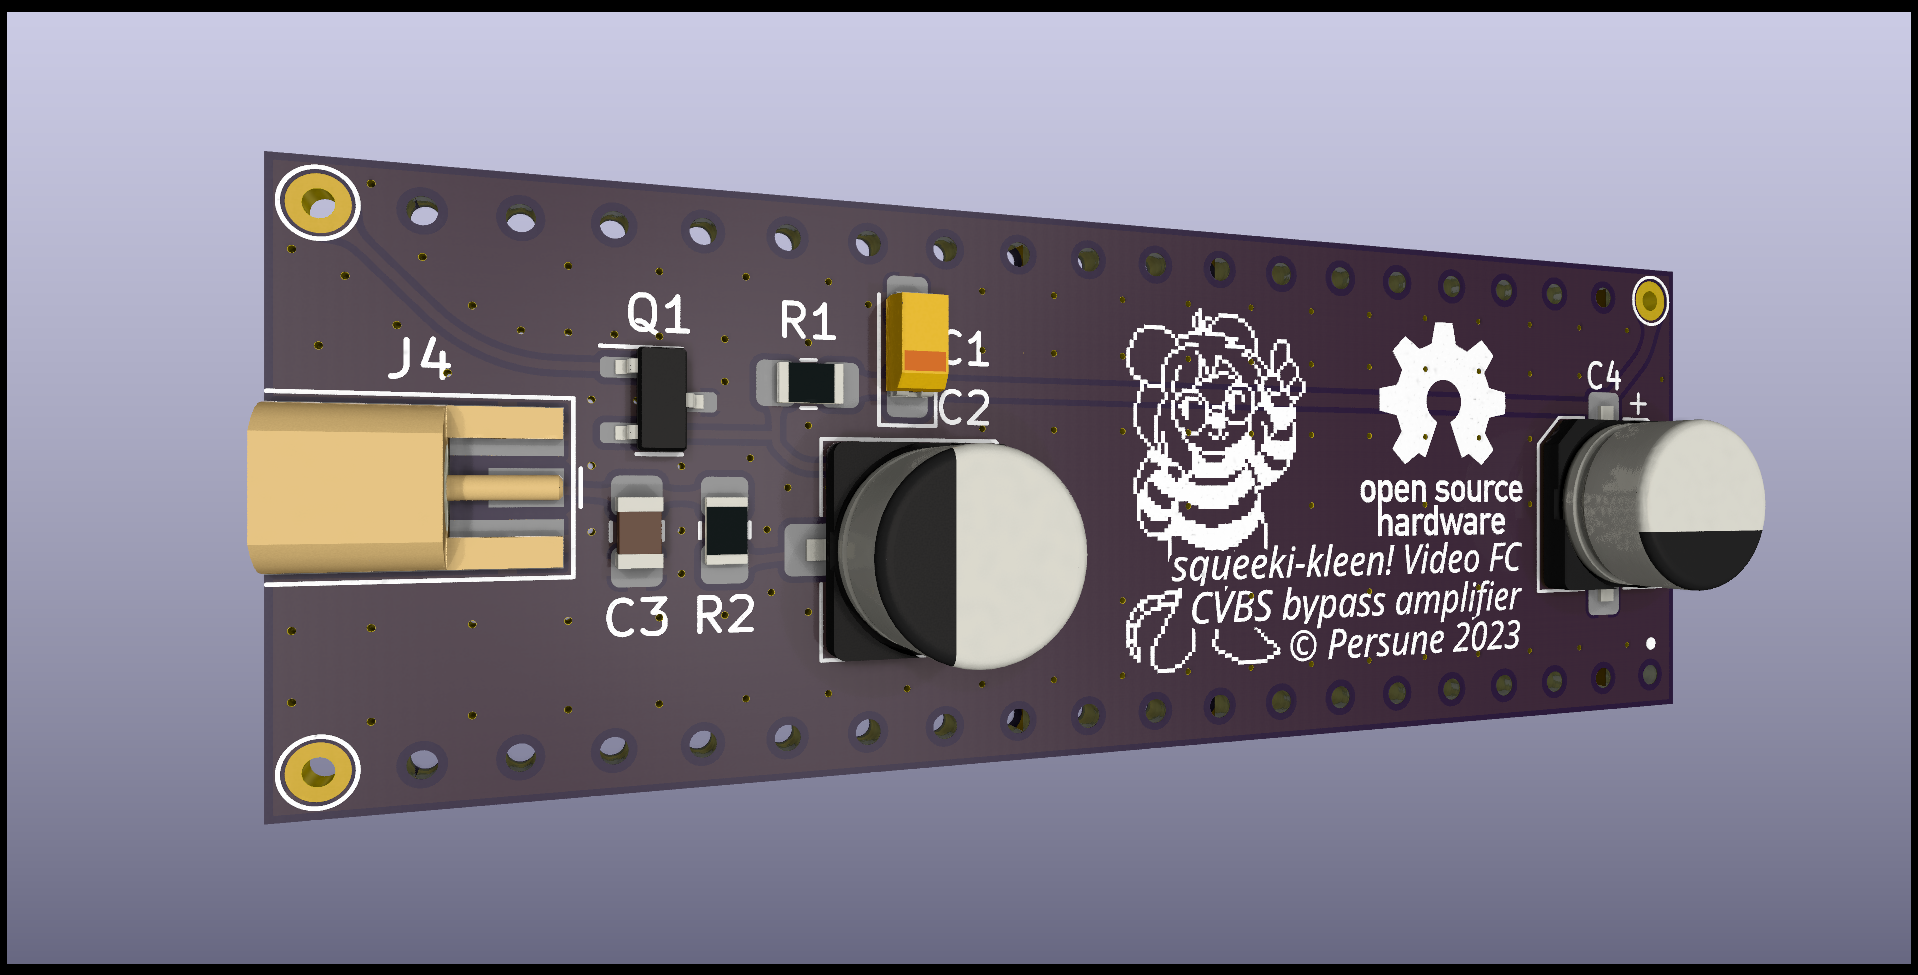 Q1
R1
J4
C1
C2
C4
+
C3
R2
open source
hardware
squeeki-kleen! Video FC
CVBS bypass amplifier
© Persune 2023